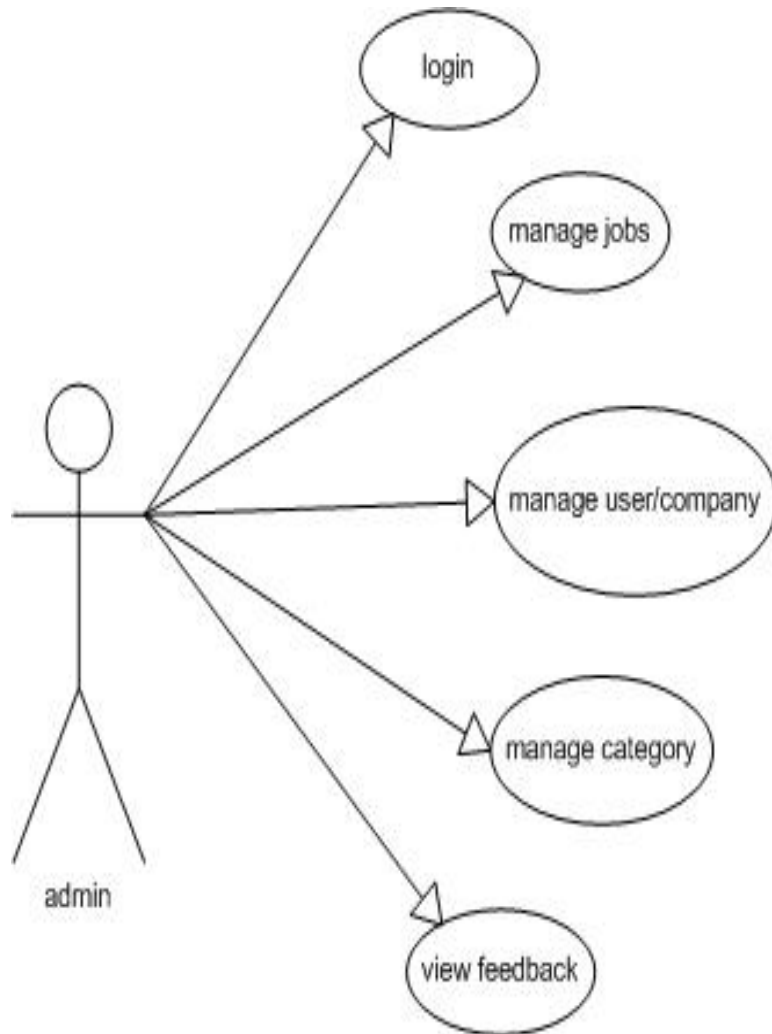 login
manage jobs
manage user/company
manage category
admin
view feedback